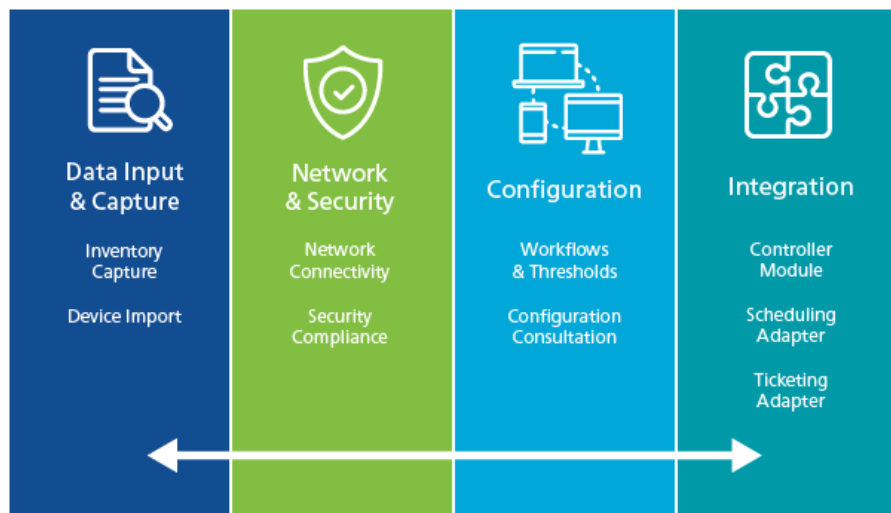 Data Input
& Capture
Inventory
Capture
Device Import
Network
& Security
Network
Connectivity
Security
Compliance
Configuration
Workflows
& Thresholds
Configuration
Consultation
Integration
Controller
Module
Scheduling
Adapter
Ticketing
Adapter